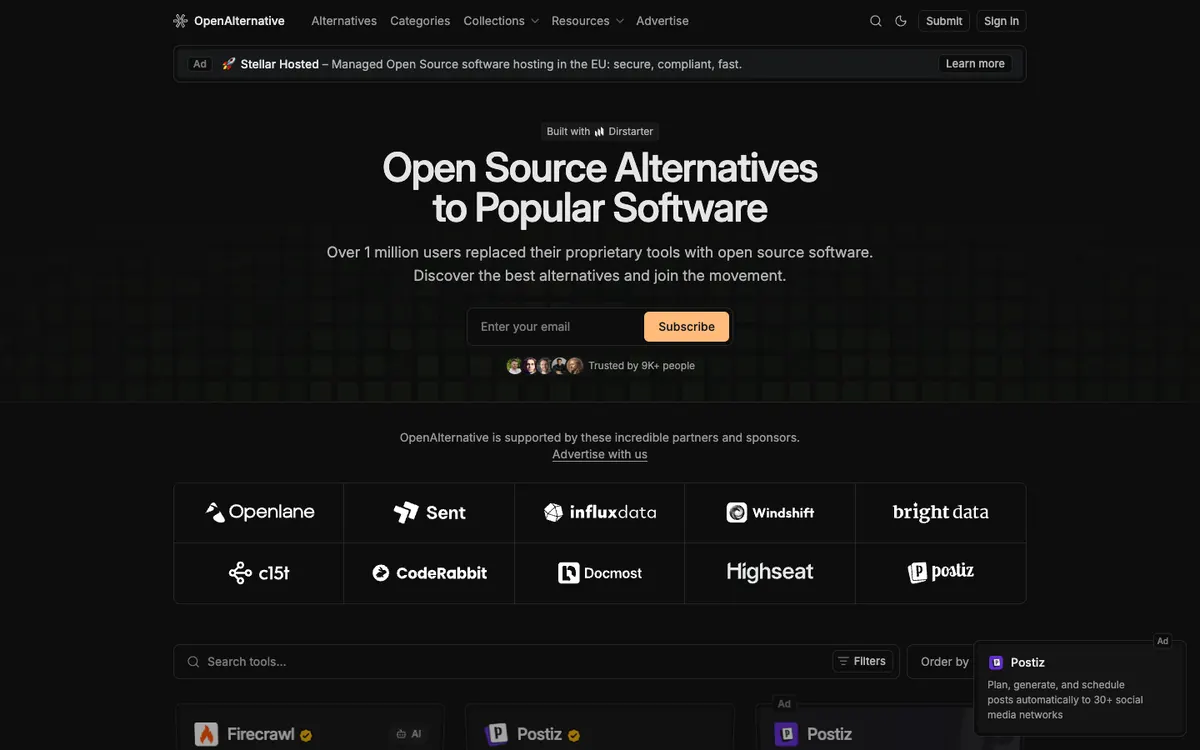 OpenAlternative Alternatives Categories Collections Resources Advertise Submit Sign in
Ad 🚀 Stellar Hosted – Managed Open Source software hosting in the EU: secure, compliant, fast. Learn more
Built with Dirstarter
Open Source Alternatives
to Popular Software
Over 1 million users replaced their proprietary tools with open source software.
Discover the best alternatives and join the movement.
Enter your email Subscribe
Trusted by 9K+ people
OpenAlternative is supported by these incredible partners and sponsors.
Advertise with us
Openlane Sent influxdata Windshift bright data
c15t CodeRabbit Docmost Highseat postiz
Search tools... Filters Order by
Ad
Postiz
Plan, generate, and schedule
posts automatically to 30+ social
media networks
Firecrawl AI
Postiz
Ad
Postiz